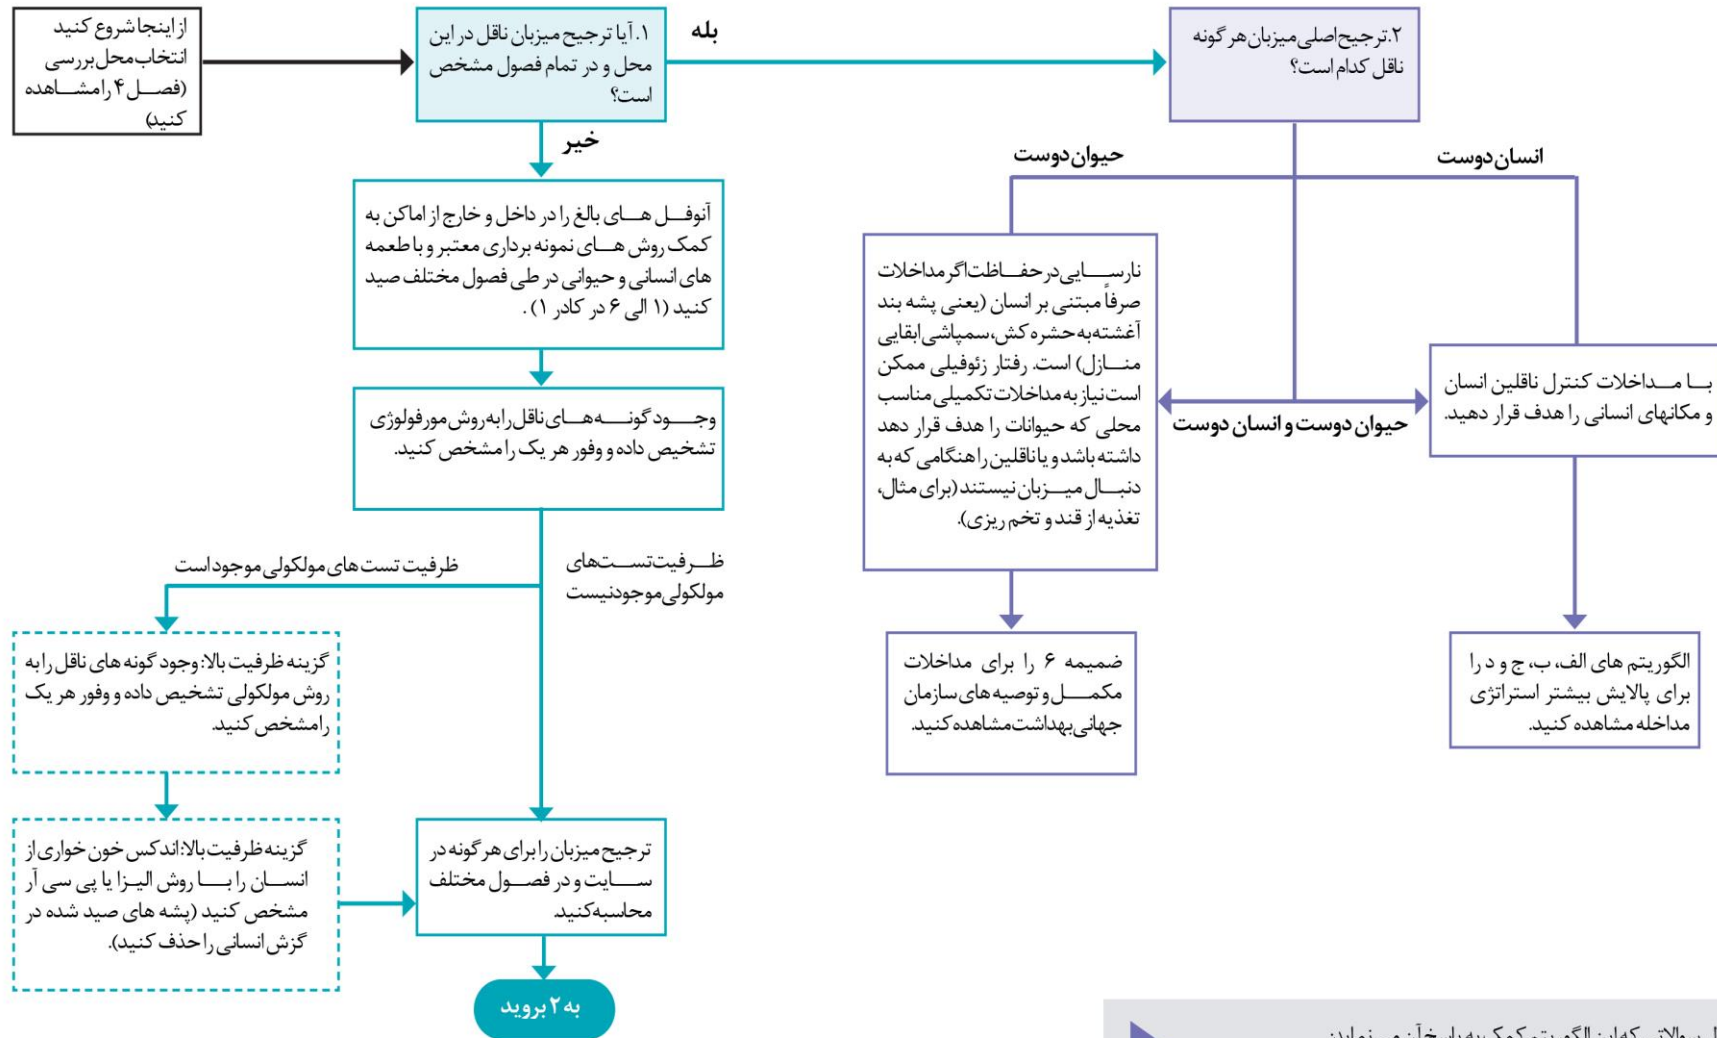 از اینجا شروع کنید
انتخاب محل بررسی
(فصل ۴ را مشاهده
کنید)
۱. آیا ترجیح میزبان ناقل در این
محل و در تمام فصول مشخص
است؟
بله
۲. ترجیح اصلی میزبان هر گونه
ناقل کدام است؟
خیر
حیوان دوست
انسان دوست
آنوفل های بالغ را در داخل و خارج از اماکن به
کمک روش های نمونه برداری معتبر و با طعمه
های انسانی و حیوانی در طی فصول مختلف صید
کنید (۱ الی ۶ در کادر ۱).
نارسایی در حفاظت اگر مداخلات
صرفاً مبتنی بر انسان (یعنی پشه بند
آغشته به حشره کش، سمپاشی ابقایی
منازل) است. رفتار زئوفیلی ممکن
است نیاز به مداخلات تکمیلی مناسب
محلی که حیوانات را هدف قرار دهد
داشته باشد و یا ناقلین را هنگامی که به
دنبال میزبان نیستند (برای مثال،
تغذیه از قند و تخم ریزی).
حیوان دوست و انسان دوست
با مداخلات کنترل ناقلین انسان
و مکانهای انسانی را هدف قرار دهید.
وجود گونه های ناقل را به روش مورفولوژی
تشخیص داده و وفور هر یک را مشخص کنید.
ظرفیت تست های مولکولی موجود است
ظرفیت تست های
مولکولی موجود نیست
گزینه ظرفیت بالا: وجود گونه های ناقل را به
روش مولکولی تشخیص داده و وفور هر یک
را مشخص کنید.
ضمیمه ۶ را برای مداخلات
مکمل و توصیه های سازمان
جهانی بهداشت مشاهده کنید.
الگوریتم های الف، ب، ج و د را
برای پالایش بیشتر استراتژی
مداخله مشاهده کنید.
گزینه ظرفیت بالا: اندکس خون خواری از
انسان را با روش الیزا یا پی سی آر
مشخص کنید (پشه های صید شده در
گزش انسانی را حذف کنید).
ترجیح میزبان را برای هر گونه در
سایت و در فصول مختلف
محاسبه کنید.
به ۲ بروید